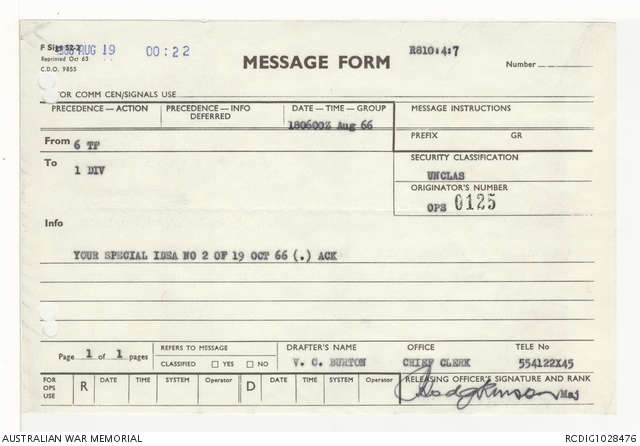 F Sigs 52-2
Reprinted Oct 63
C.D.O. 9855
AUG 19 00:22
MESSAGE FORM
R810:4:7
Number
FOR COMM CEN/SIGNALS USE
PRECEDENCE — ACTION
PRECEDENCE — INFO
DEFERRED
DATE — TIME — GROUP
180600Z Aug 66
MESSAGE INSTRUCTIONS
PREFIX GR
From 6 TF
To 1 DIV
SECURITY CLASSIFICATION
UNCLAS
ORIGINATOR'S NUMBER
OPS 0125
Info
YOUR SPECIAL IDEA NO 2 OF 19 OCT 66 (.) ACK
Page 1 of 1 pages
REFERS TO MESSAGE
CLASSIFIED YES NO
DRAFTER'S NAME
V. C. BURTON
OFFICE
CHIEF CLERK
TELE No
554122X45
FOR OPS USE
R DATE TIME SYSTEM Operator
D DATE TIME SYSTEM Operator
RELEASING OFFICER'S SIGNATURE AND RANK
Maj
AUSTRALIAN WAR MEMORIAL
RCDIG1028476